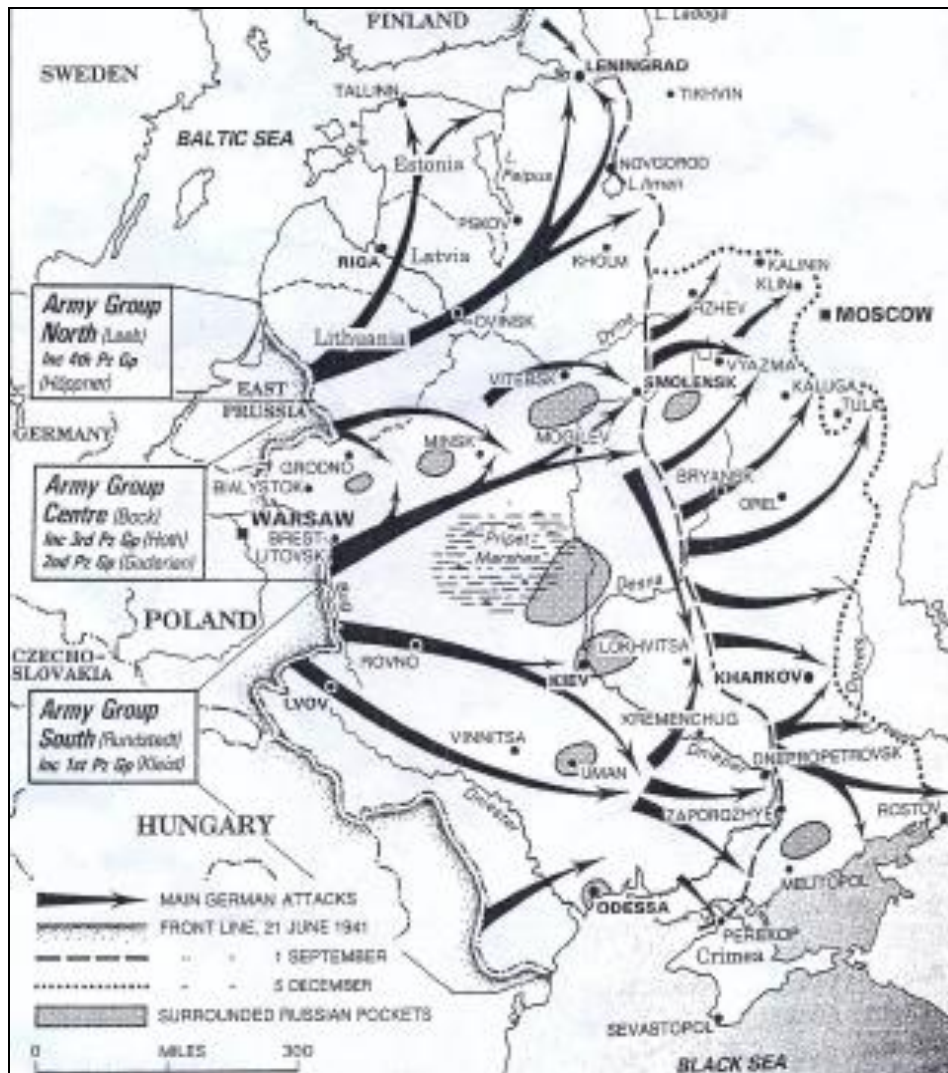 FINLAND
L. Ladoga
SWEDEN
LENINGRAD
TALLINN
TIKHVIN
BALTIC SEA
Estonia
L. Peipus
NOVGOROD
L. Ilmen
PSKOV
RIGA
Latvia
KHOLM
KALININ
KLIN
RZHEV
MOSCOW
Army Group
North (Leeb)
Inc 4th Pz Gp
(Höppner)
Lithuania
DVINSK
VITEBSK
SMOLENSK
VYAZMA
KALUGA
TULA
EAST
PRUSSIA
GERMANY
MINSK
MOGILEV
GRODNO
BIALYSTOK
BRYANSK
OREL
Army Group
Centre (Bock)
Inc 3rd Pz Gp (Hoth)
2nd Pz Gp (Guderian)
WARSAW
BREST-
LITOVSK
Pripet
Marshes
Desna
POLAND
CZECHO-
SLOVAKIA
ROVNO
LOKHVITSA
KIEV
KHARKOV
Donets
LVOV
Army Group
South (Rundstedt)
Inc 1st Pz Gp (Kleist)
VINNITSA
KREMENCHUG
UMAN
Dnieper
DNEPROPETROVSK
Dniester
ZAPOROZHYE
ROSTOV
HUNGARY
MELITOPOL
ODESSA
PEREKOP
Crimea
SEVASTOPOL
BLACK SEA
MAIN GERMAN ATTACKS
FRONT LINE, 21 JUNE 1941
" " 1 SEPTEMBER
" " 5 DECEMBER
SURROUNDED RUSSIAN POCKETS
0 MILES 300